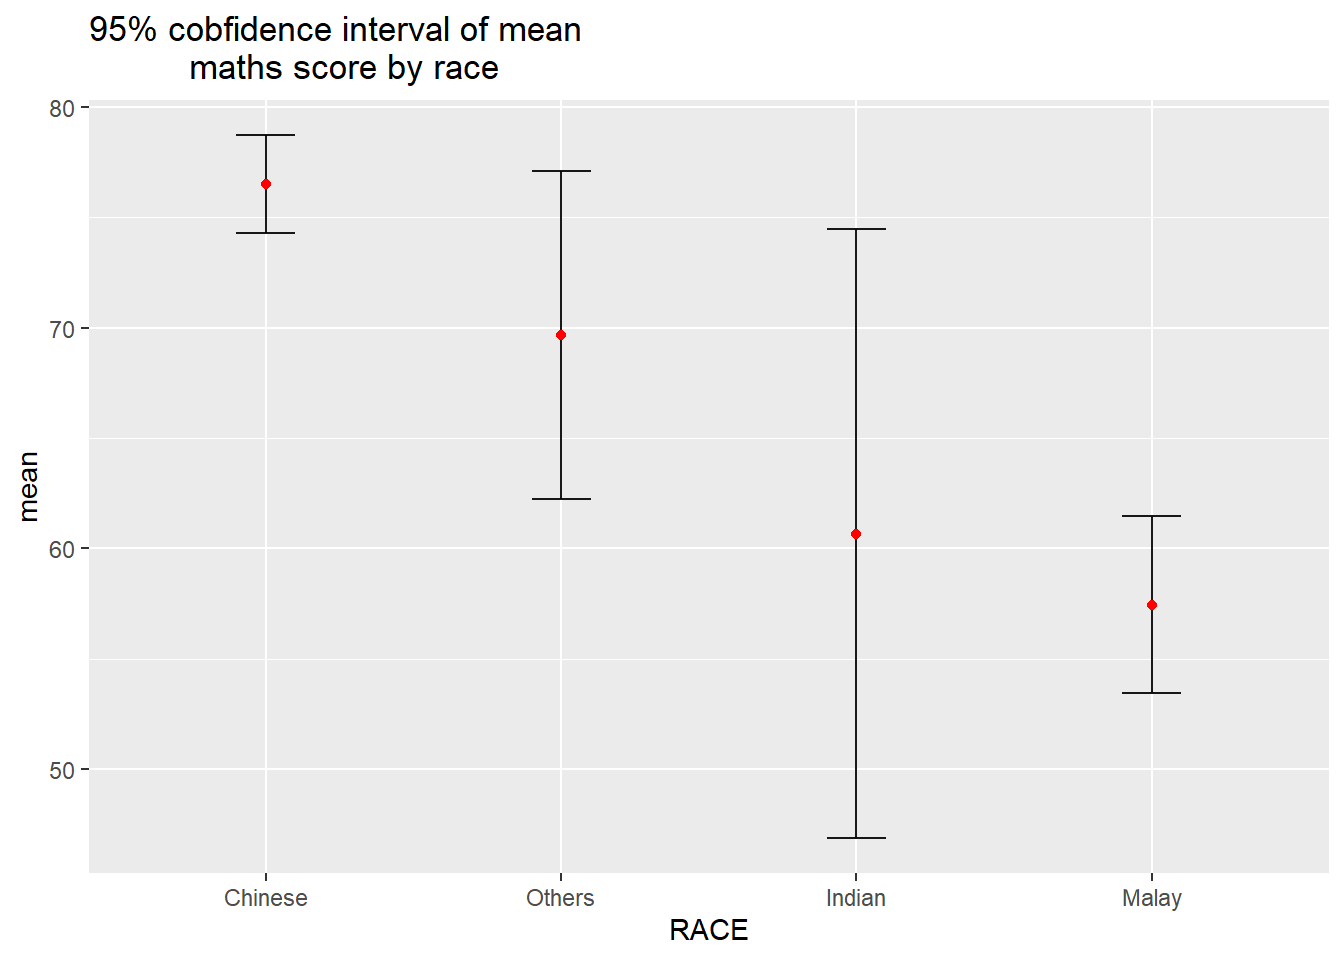 95% cobfidence interval of mean
maths score by race
80
70
60
50
mean
Chinese Others Indian Malay
RACE